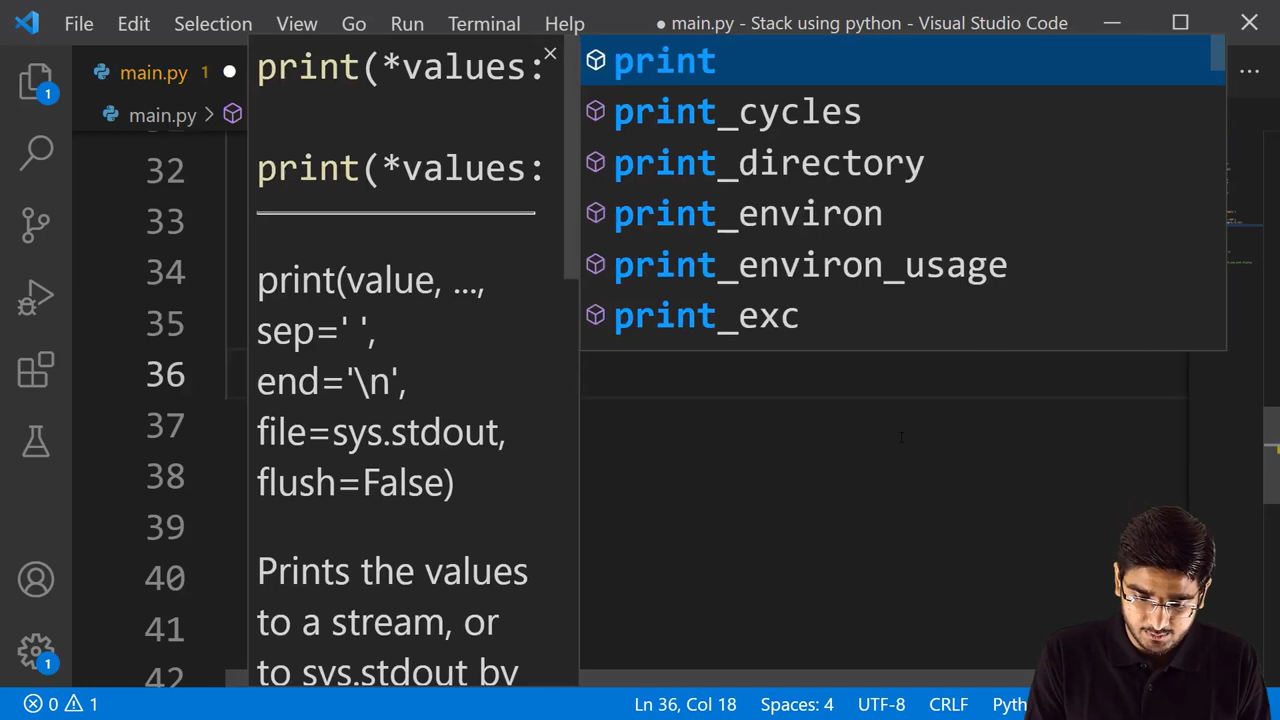 File Edit Selection View Go Run Terminal Help
● main.py - Stack using python - Visual Studio Code
main.py 1
main.py >
1
print(*values:
print(*values:
print(value, ...,
sep=' ',
end='\n',
file=sys.stdout,
flush=False)
Prints the values
to a stream, or
to sys.stdout by
print
print_cycles
print_directory
print_environ
print_environ_usage
print_exc
32
33
34
35
36
37
38
39
40
41
42
1
0 1
Ln 36, Col 18 Spaces: 4 UTF-8 CRLF